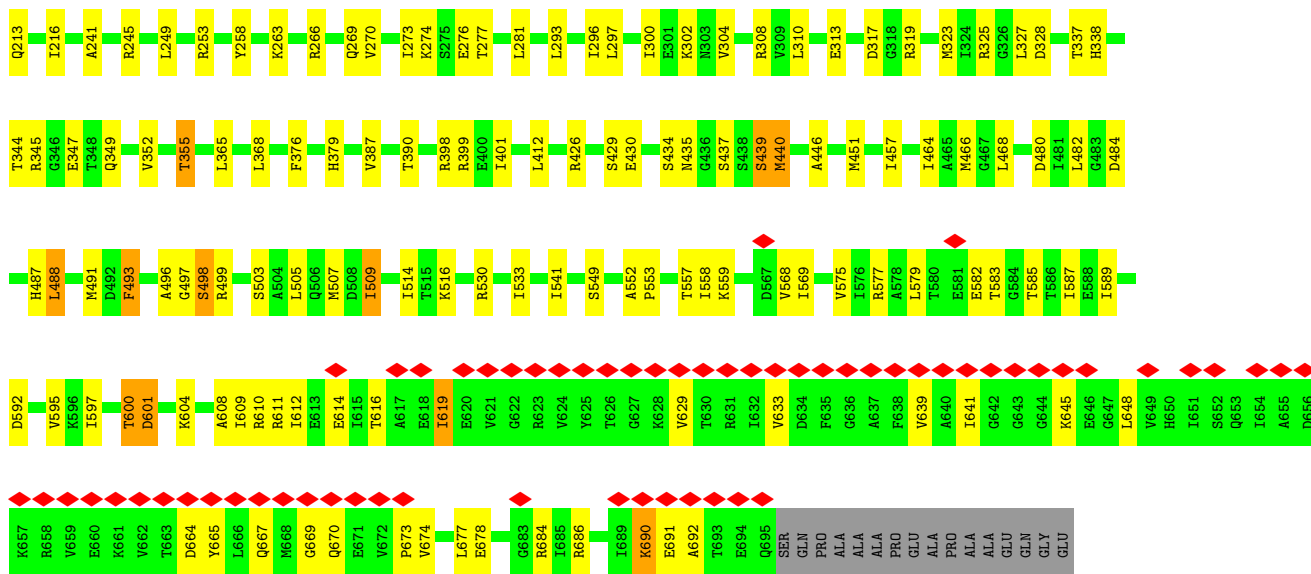 Q213 I216 A241 R245 L249 R253 Y258 K263 R266 Q269 V270 I273 K274 S275 E276 T277 L281 L293 I296 L297 I300 E301 K302 N303 V304 R308 V309 L310 E313 D317 G318 R319 M323 I324 R325 G326 L327 D328 T337 H338
T344 R345 G346 E347 T348 Q349 V352 T355 L365 L368 F376 H379 V387 T390 R398 R399 E400 I401 L412 R426 S429 E430 S434 N435 G436 S437 S438 S439 M440 A446 M451 I457 I464 A465 M466 G467 L468 D480 I481 L482 G483 D484
H487 L488 M491 D492 F493 A496 G497 S498 R499 S503 A504 L505 Q506 M507 D508 I509 I514 T515 K516 R530 I533 I541 S549 A552 P553 T557 I558 K559 D567 V568 I569 V575 I576 R577 A578 L579 T580 E581 E582 T583 G584 T585 T586 I587 E588 I589
D592 V595 K596 I597 T600 D601 K604 A608 I609 R610 R611 I612 E613 E614 I615 T616 A617 E618 I619 E620 V621 G622 R623 V624 Y625 T626 G627 K628 V629 T630 R631 I632 V633 D634 F635 G636 A637 F638 V639 A640 I641 G642 G643 G644 K645 E646 G647 L648 V649 H650 I651 S652 Q653 I654 A655 D656
K657 R658 V659 E660 K661 V662 T663 D664 Y665 L666 Q667 M668 G669 Q670 E671 V672 P673 V674 L677 E678 G683 R684 I685 R686 I689 K690 E691 A692 T693 E694 Q695 SER GLN PRO ALA ALA ALA PRO GLU ALA PRO ALA ALA GLU GLN GLY GLU